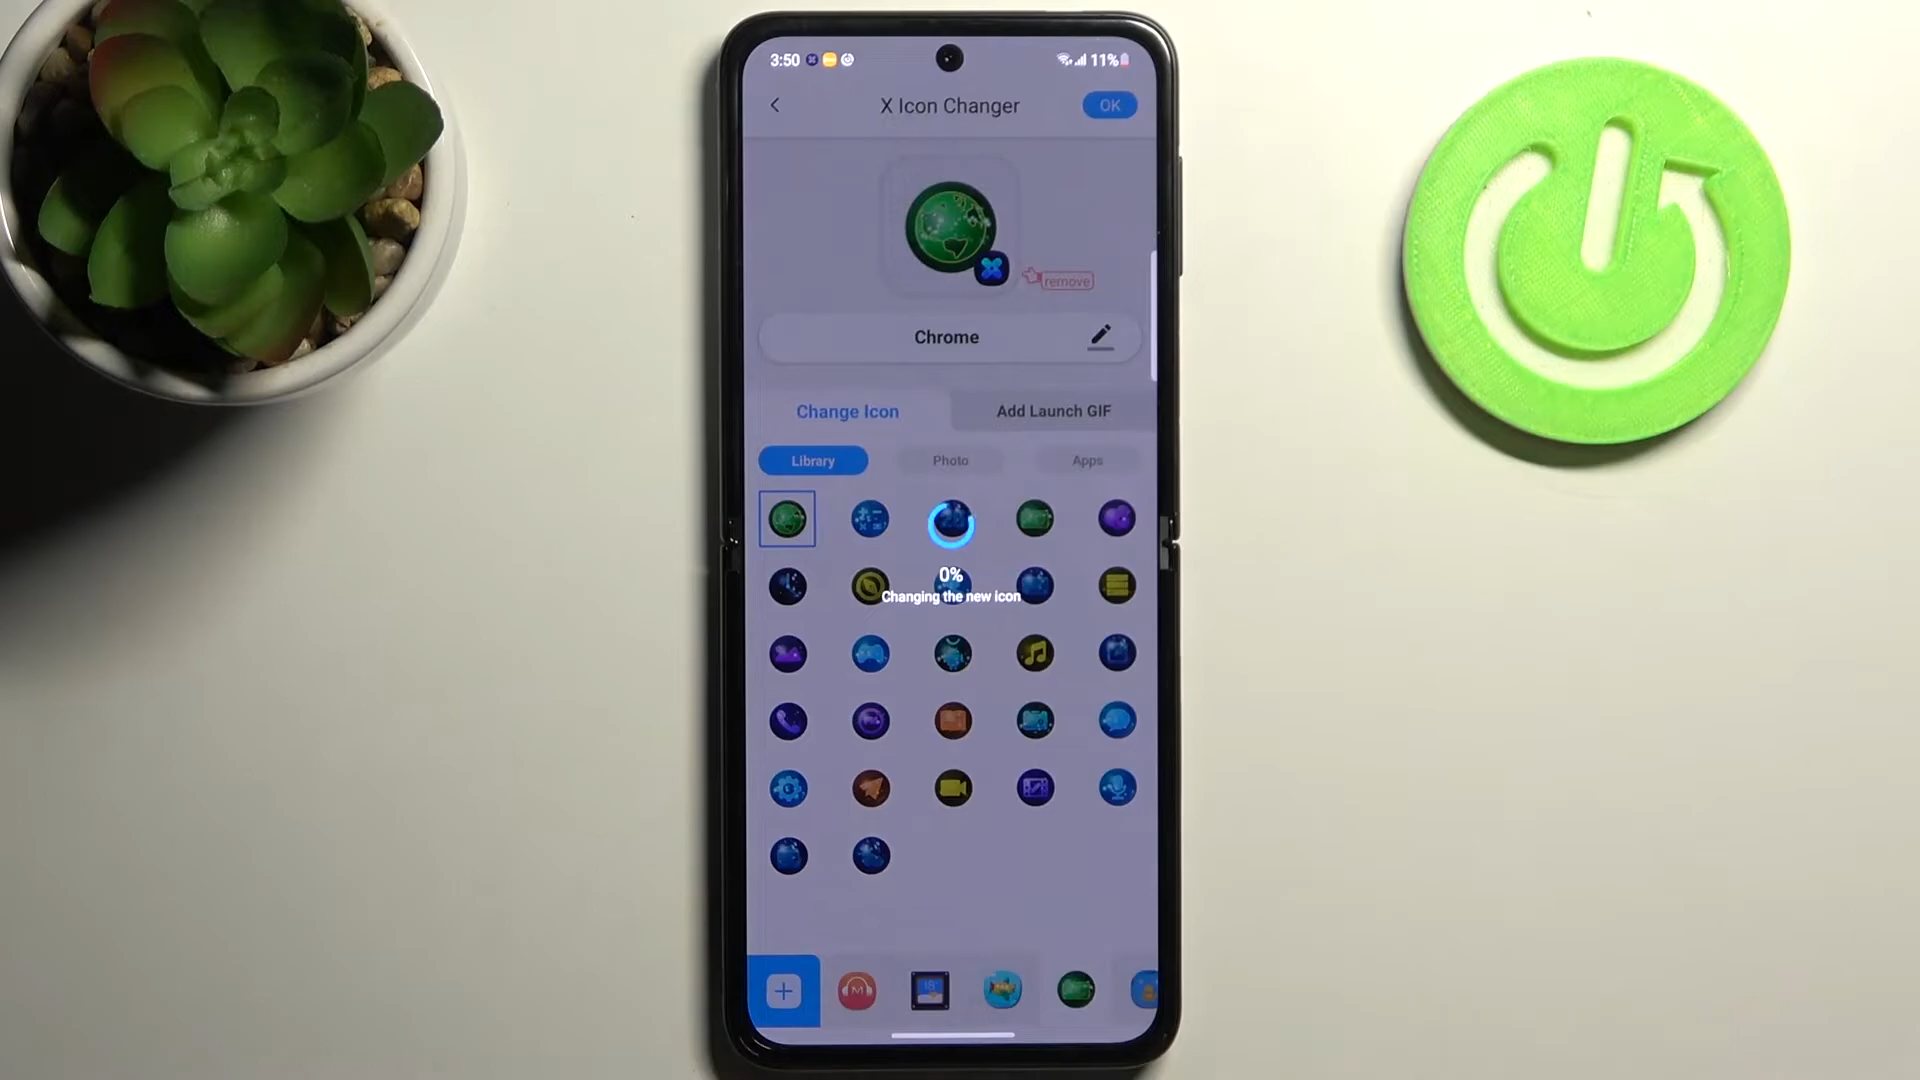 3:50
11%
X Icon Changer
OK
remove
Chrome
Change Icon
Add Launch GIF
Library
Photo
Apps
0%
Changing the new icon